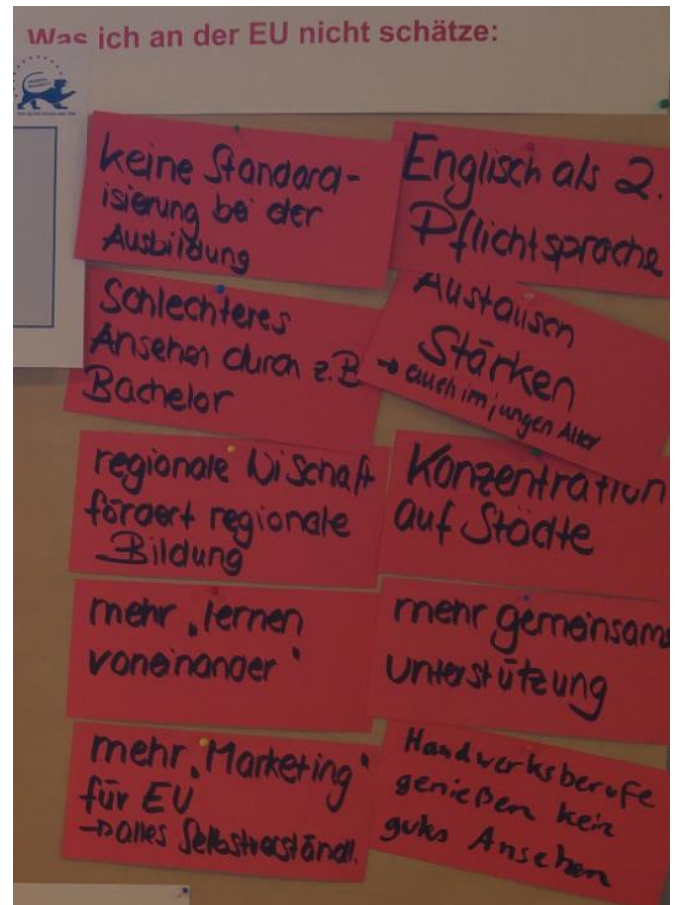 Was ich an der EU nicht schätze:
keine Standard-
isierung bei der
Ausbildung
Englisch als 2.
Pflichtsprache
Schlechteres
Ansehen durch z.B
Bachelor
Austausch
Stärken
→ auch im jungen Alter
regionale Wischaft
fördert regionale
Bildung
Konzentration
auf Städte
mehr „lernen
voneinander"
mehr gemeinsam
Unterstützung
mehr „Marketing"
für EU
→ alles Selbstverständl.
Handwerksberufe
genießen kein
gutes Ansehen